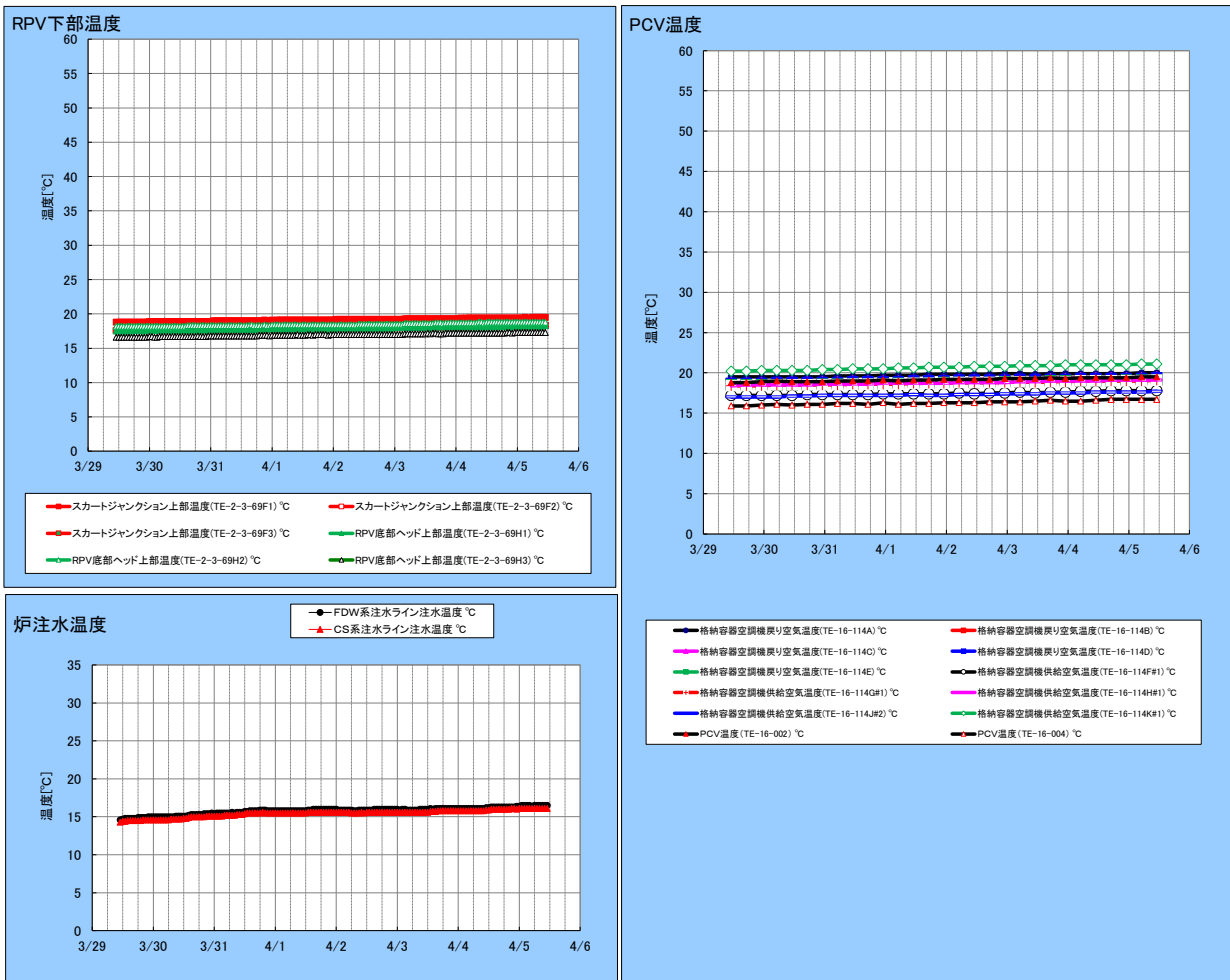 RPV下部温度
60
55
50
45
40
35
30
25
20
15
10
5
0
温度[℃]
3/29 3/30 3/31 4/1 4/2 4/3 4/4 4/5 4/6
スカートジャンクション上部温度(TE-2-3-69F1)℃ スカートジャンクション上部温度(TE-2-3-69F2)℃
スカートジャンクション上部温度(TE-2-3-69F3)℃ RPV底部ヘッド上部温度(TE-2-3-69H1)℃
RPV底部ヘッド上部温度(TE-2-3-69H2)℃ RPV底部ヘッド上部温度(TE-2-3-69H3)℃
炉注水温度
FDW系注水ライン注水温度 ℃
CS系注水ライン注水温度 ℃
35
30
25
20
15
10
5
0
温度[℃]
3/29 3/30 3/31 4/1 4/2 4/3 4/4 4/5 4/6
PCV温度
60
55
50
45
40
35
30
25
20
15
10
5
0
温度[℃]
3/29 3/30 3/31 4/1 4/2 4/3 4/4 4/5 4/6
格納容器空調機戻り空気温度(TE-16-114A)℃ 格納容器空調機戻り空気温度(TE-16-114B)℃
格納容器空調機戻り空気温度(TE-16-114C)℃ 格納容器空調機戻り空気温度(TE-16-114D)℃
格納容器空調機戻り空気温度(TE-16-114E)℃ 格納容器空調機供給空気温度(TE-16-114F#1)℃
格納容器空調機供給空気温度(TE-16-114G#1)℃ 格納容器空調機供給空気温度(TE-16-114H#1)℃
格納容器空調機供給空気温度(TE-16-114J#2)℃ 格納容器空調機供給空気温度(TE-16-114K#1)℃
PCV温度(TE-16-002)℃ PCV温度(TE-16-004)℃